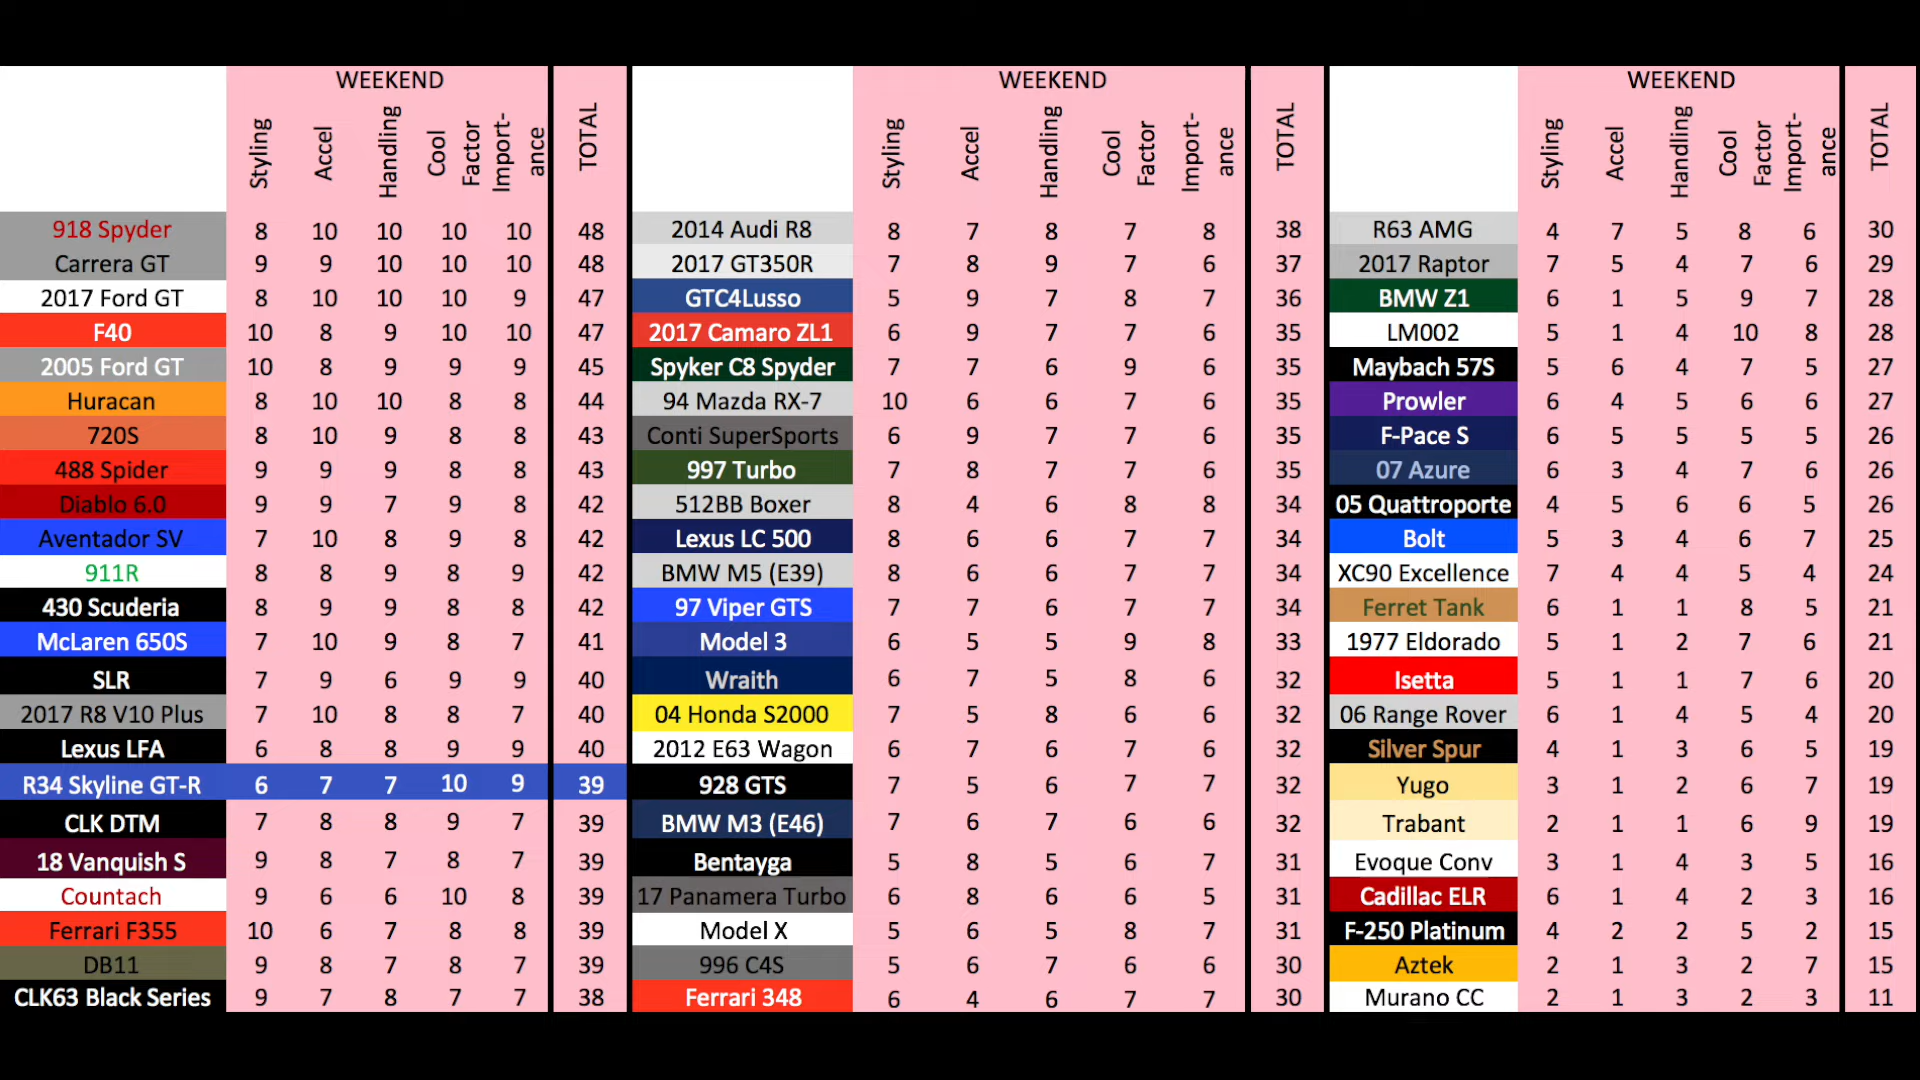 WEEKEND
Styling Accel Handling Cool Factor Import-ance TOTAL
918 Spyder 8 10 10 10 10 48
Carrera GT 9 9 10 10 10 48
2017 Ford GT 8 10 10 10 9 47
F40 10 8 9 10 10 47
2005 Ford GT 10 8 9 9 9 45
Huracan 8 10 10 8 8 44
720S 8 10 9 8 8 43
488 Spider 9 9 9 8 8 43
Diablo 6.0 9 9 7 9 8 42
Aventador SV 7 10 8 9 8 42
911R 8 8 9 8 9 42
430 Scuderia 8 9 9 8 8 42
McLaren 650S 7 10 9 8 7 41
SLR 7 9 6 9 9 40
2017 R8 V10 Plus 7 10 8 8 7 40
Lexus LFA 6 8 8 9 9 40
R34 Skyline GT-R 6 7 7 10 9 39
CLK DTM 7 8 8 9 7 39
18 Vanquish S 9 8 7 8 7 39
Countach 9 6 6 10 8 39
Ferrari F355 10 6 7 8 8 39
DB11 9 8 7 8 7 39
CLK63 Black Series 9 7 8 7 7 38
WEEKEND
Styling Accel Handling Cool Factor Import-ance TOTAL
2014 Audi R8 8 7 8 7 8 38
2017 GT350R 7 8 9 7 6 37
GTC4Lusso 5 9 7 8 7 36
2017 Camaro ZL1 6 9 7 7 6 35
Spyker C8 Spyder 7 7 6 9 6 35
94 Mazda RX-7 10 6 6 7 6 35
Conti SuperSports 6 9 7 7 6 35
997 Turbo 7 8 7 7 6 35
512BB Boxer 8 4 6 8 8 34
Lexus LC 500 8 6 6 7 7 34
BMW M5 (E39) 8 6 6 7 7 34
97 Viper GTS 7 7 6 7 7 34
Model 3 6 5 5 9 8 33
Wraith 6 7 5 8 6 32
04 Honda S2000 7 5 8 6 6 32
2012 E63 Wagon 6 7 6 7 6 32
928 GTS 7 5 6 7 7 32
BMW M3 (E46) 7 6 7 6 6 32
Bentayga 5 8 5 6 7 31
17 Panamera Turbo 6 8 6 6 5 31
Model X 5 6 5 8 7 31
996 C4S 5 6 7 6 6 30
Ferrari 348 6 4 6 7 7 30
WEEKEND
Styling Accel Handling Cool Factor Import-ance TOTAL
R63 AMG 4 7 5 8 6 30
2017 Raptor 7 5 4 7 6 29
BMW Z1 6 1 5 9 7 28
LM002 5 1 4 10 8 28
Maybach 57S 5 6 4 7 5 27
Prowler 6 4 5 6 6 27
F-Pace S 6 5 5 5 5 26
07 Azure 6 3 4 7 6 26
05 Quattroporte 4 5 6 6 5 26
Bolt 5 3 4 6 7 25
XC90 Excellence 7 4 4 5 4 24
Ferret Tank 6 1 1 8 5 21
1977 Eldorado 5 1 2 7 6 21
Isetta 5 1 1 7 6 20
06 Range Rover 6 1 4 5 4 20
Silver Spur 4 1 3 6 5 19
Yugo 3 1 2 6 7 19
Trabant 2 1 1 6 9 19
Evoque Conv 3 1 4 3 5 16
Cadillac ELR 6 1 4 2 3 16
F-250 Platinum 4 2 2 5 2 15
Aztek 2 1 3 2 7 15
Murano CC 2 1 3 2 3 11